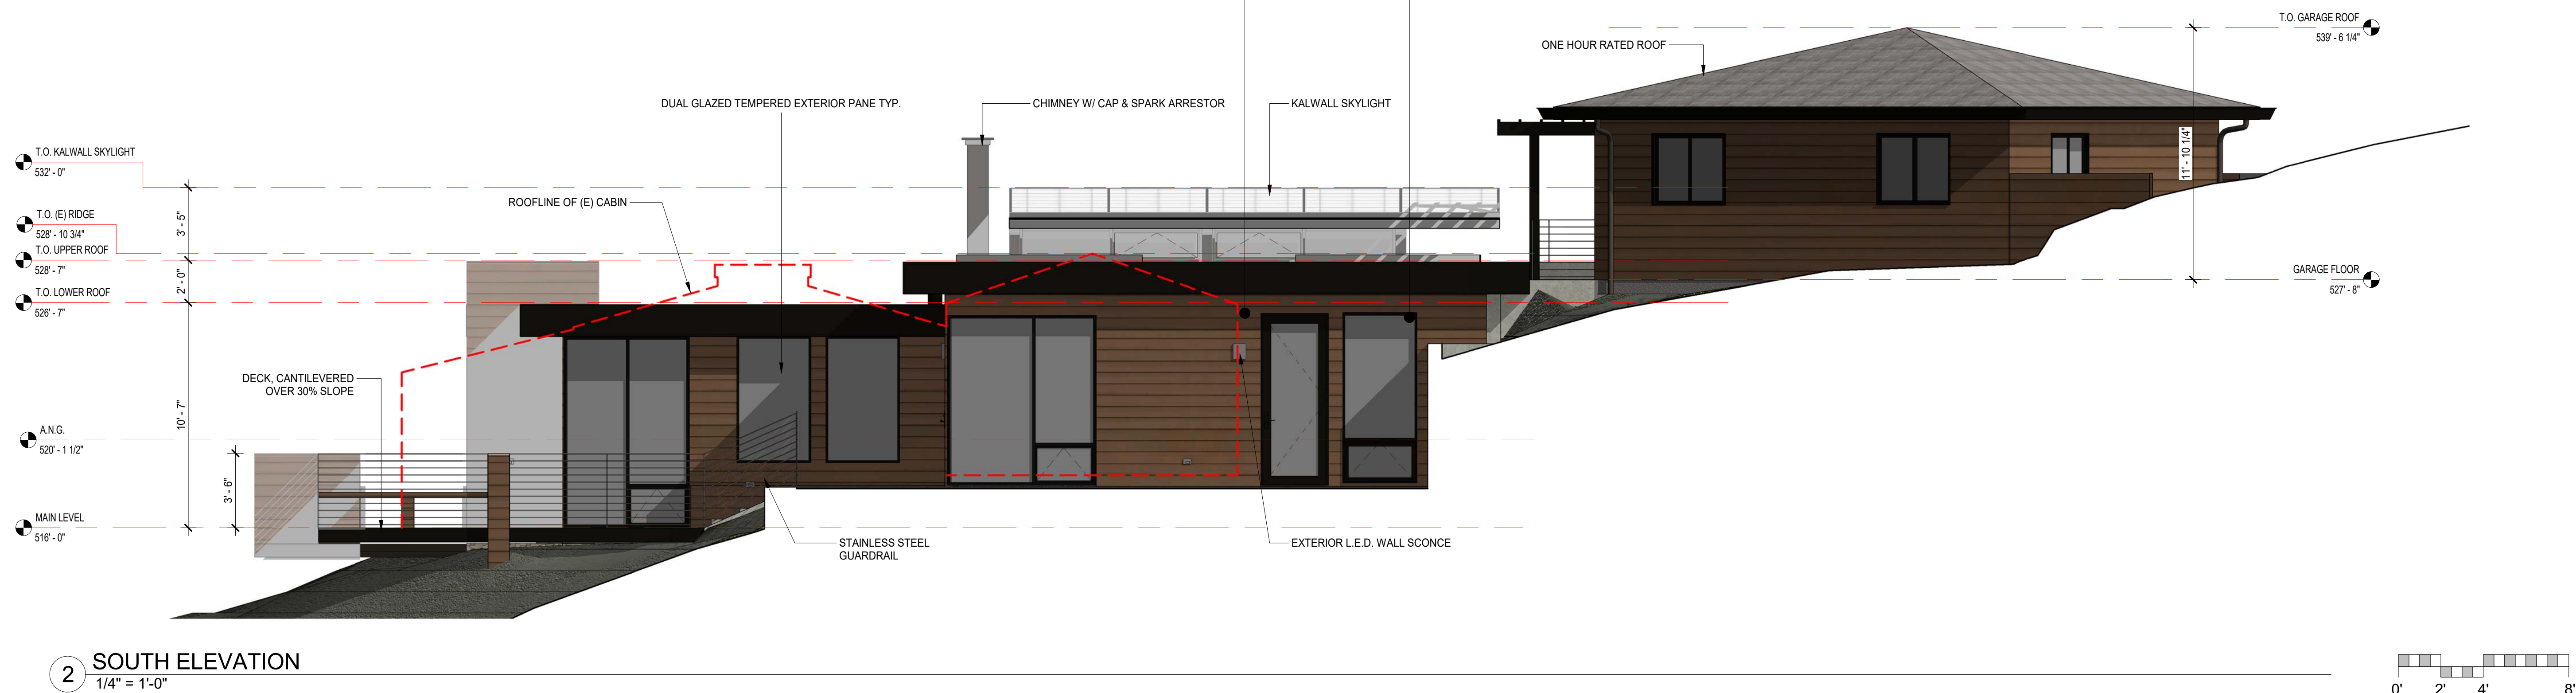 T.O. GARAGE ROOF
539' - 6 1/4"
ONE HOUR RATED ROOF
DUAL GLAZED TEMPERED EXTERIOR PANE TYP.
CHIMNEY W/ CAP & SPARK ARRESTOR
KALWALL SKYLIGHT
T.O. KALWALL SKYLIGHT
532' - 0"
11' - 10 1/4"
ROOFLINE OF (E) CABIN
T.O. (E) RIDGE
528' - 10 3/4"
3' - 5"
T.O. UPPER ROOF
528' - 7"
2' - 0"
GARAGE FLOOR
527' - 8"
T.O. LOWER ROOF
526' - 7"
DECK, CANTILEVERED
OVER 30% SLOPE
10' - 7"
A.N.G.
520' - 1 1/2"
3' - 6"
MAIN LEVEL
516' - 0"
STAINLESS STEEL
GUARDRAIL
EXTERIOR L.E.D. WALL SCONCE
2 SOUTH ELEVATION
1/4" = 1'-0"
0' 2' 4' 8'